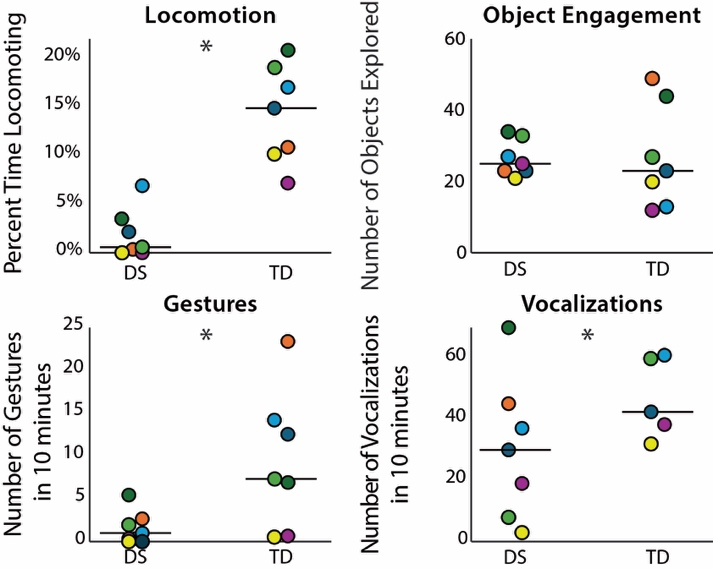 Locomotion
Percent Time Locomoting
*
20%
15%
10%
5%
0%
DS
TD
Object Engagement
Number of Objects Explored
60
40
20
0
DS
TD
Gestures
Number of Gestures
in 10 minutes
*
25
20
15
10
5
0
DS
TD
Vocalizations
Number of Vocalizations
in 10 minutes
*
60
40
20
0
DS
TD